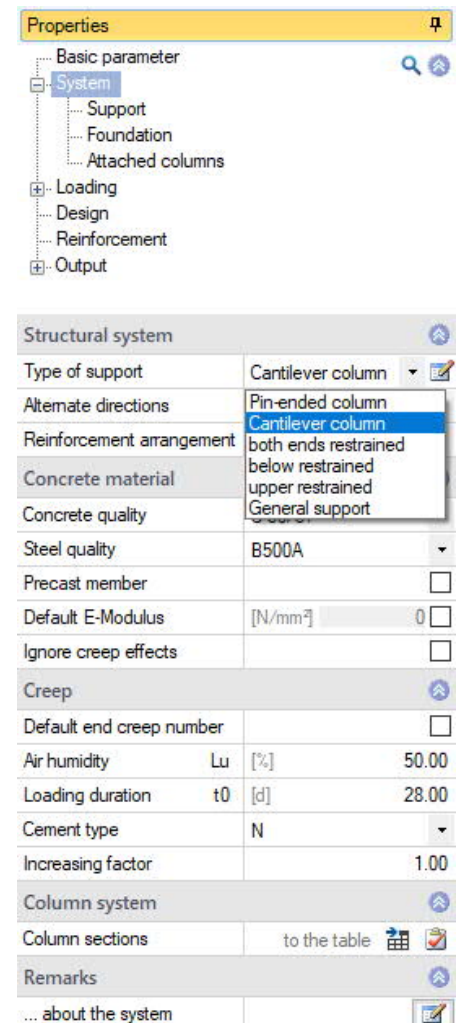 Properties
Basic parameter
System
Support
Foundation
Attached columns
Loading
Design
Reinforcement
Output
Structural system
Type of support Cantilever column
Alternate directions Pin-ended column
Cantilever column
Reinforcement arrangement both ends restrained
below restrained
Concrete material upper restrained
Concrete quality General support
Steel quality B500A
Precast member
Default E-Modulus [N/mm²] 0
Ignore creep effects
Creep
Default end creep number
Air humidity Lu [%] 50.00
Loading duration t0 [d] 28.00
Cement type N
Increasing factor 1.00
Column system
Column sections to the table
Remarks
... about the system